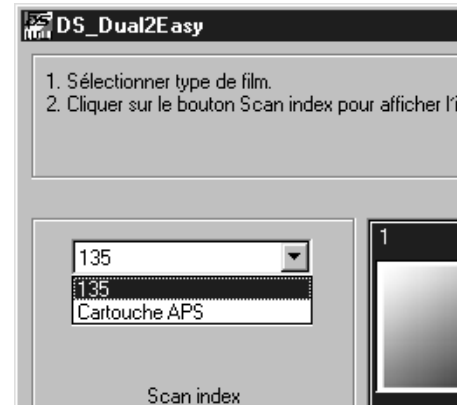 DS_Dual2Easy
1. Sélectionner type de film.
2. Cliquer sur le bouton Scan index pour afficher
135
135
Cartouche APS
Scan index
1